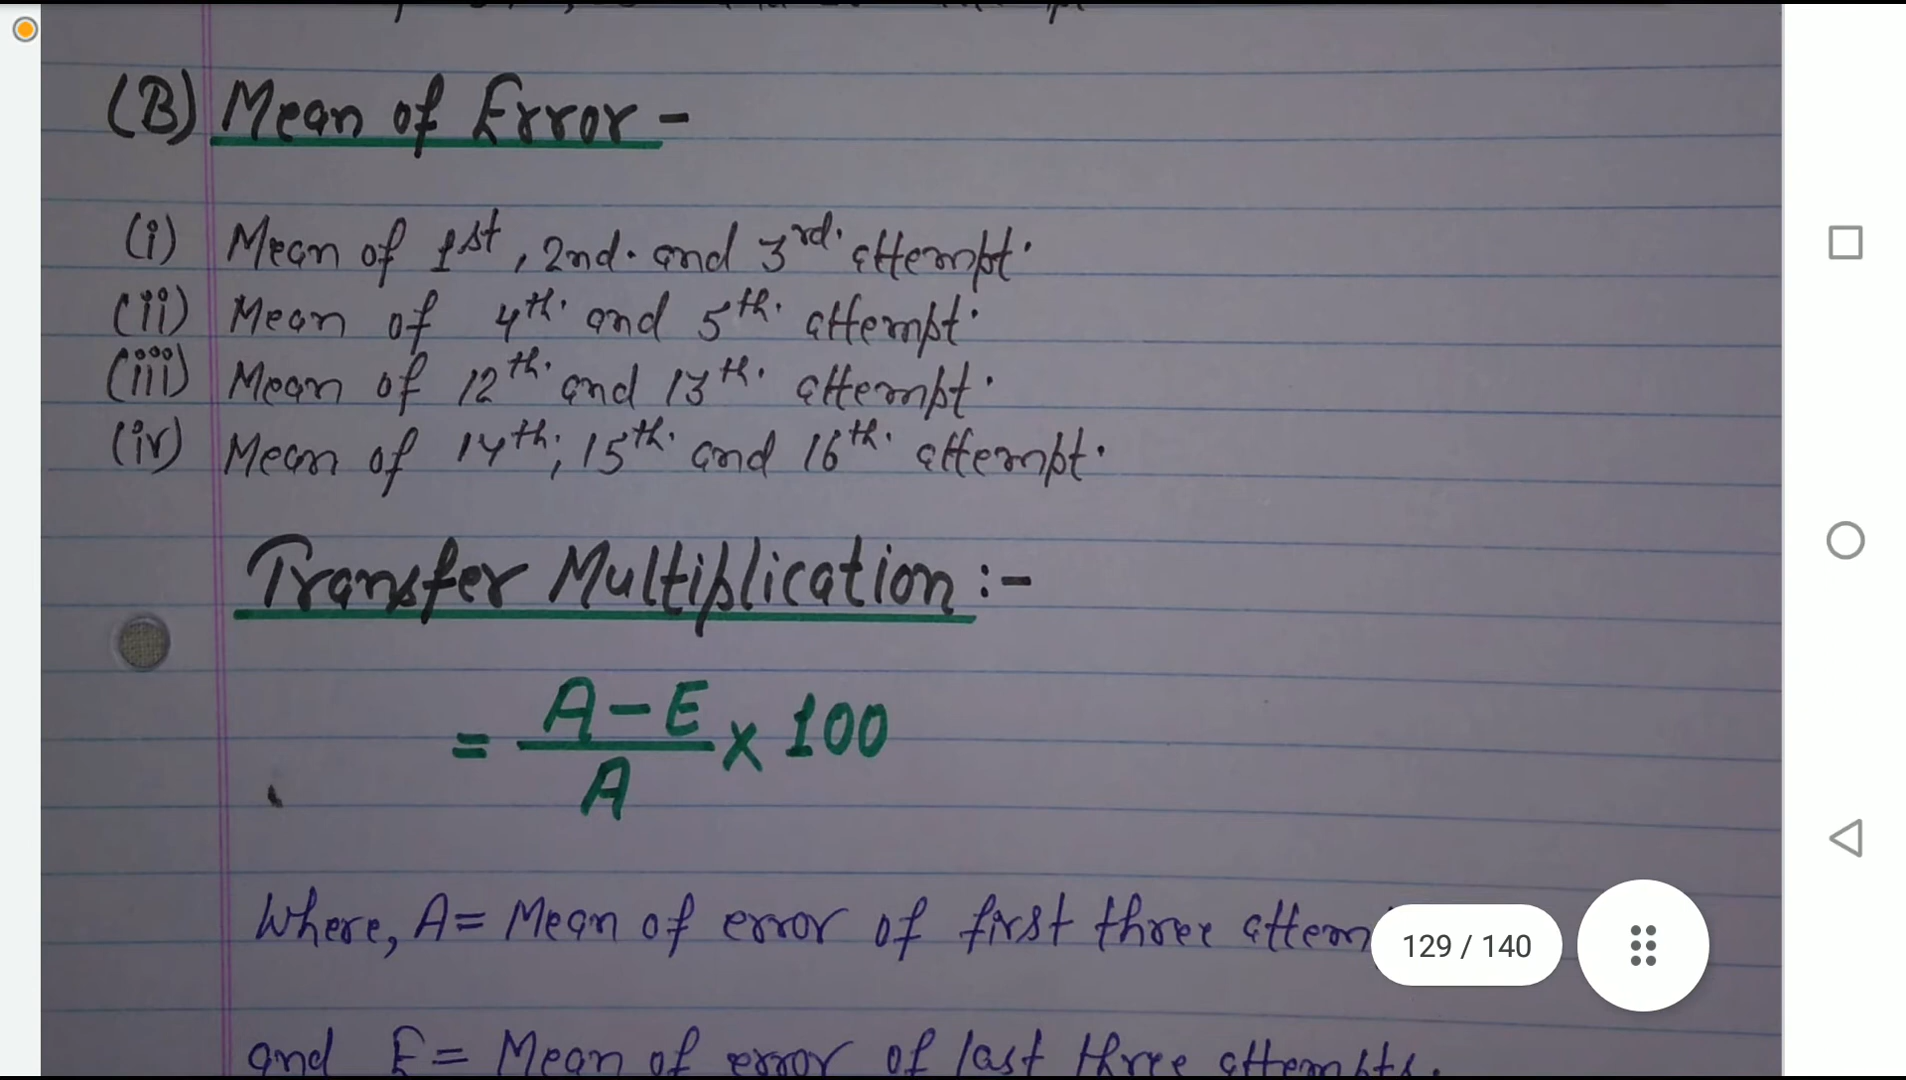 (B) Mean of Error -
(i) Mean of 1st, 2nd. and 3rd. attempt.
(ii) Mean of 4th. and 5th. attempt.
(iii) Mean of 12th. and 13th. attempt.
(iv) Mean of 14th., 15th. and 16th. attempt.
Transfer Multiplication :-
= A-E/A x 100
Where, A= Mean of error of first three attem
129 / 140
and E= Mean of error of last three attempts.